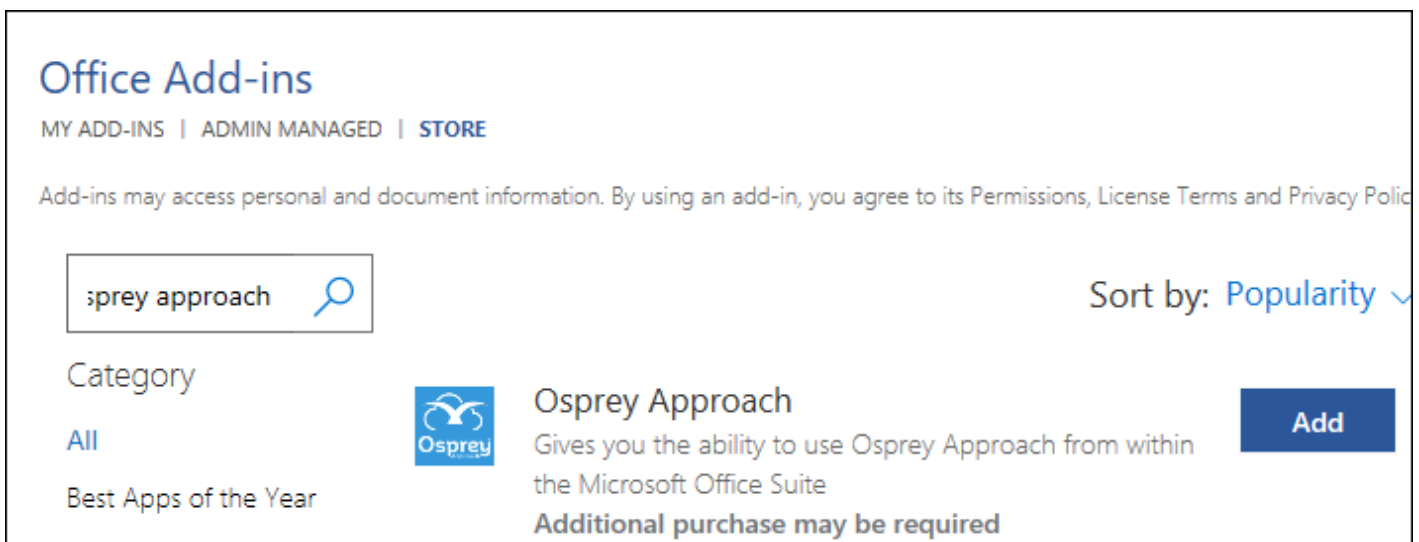 Office Add-ins
MY ADD-INS | ADMIN MANAGED | STORE
Add-ins may access personal and document information. By using an add-in, you agree to its Permissions, License Terms and Privacy Polic
sprey approach
Sort by: Popularity
Category
All
Best Apps of the Year
Osprey
Osprey Approach
Gives you the ability to use Osprey Approach from within
the Microsoft Office Suite
Additional purchase may be required
Add